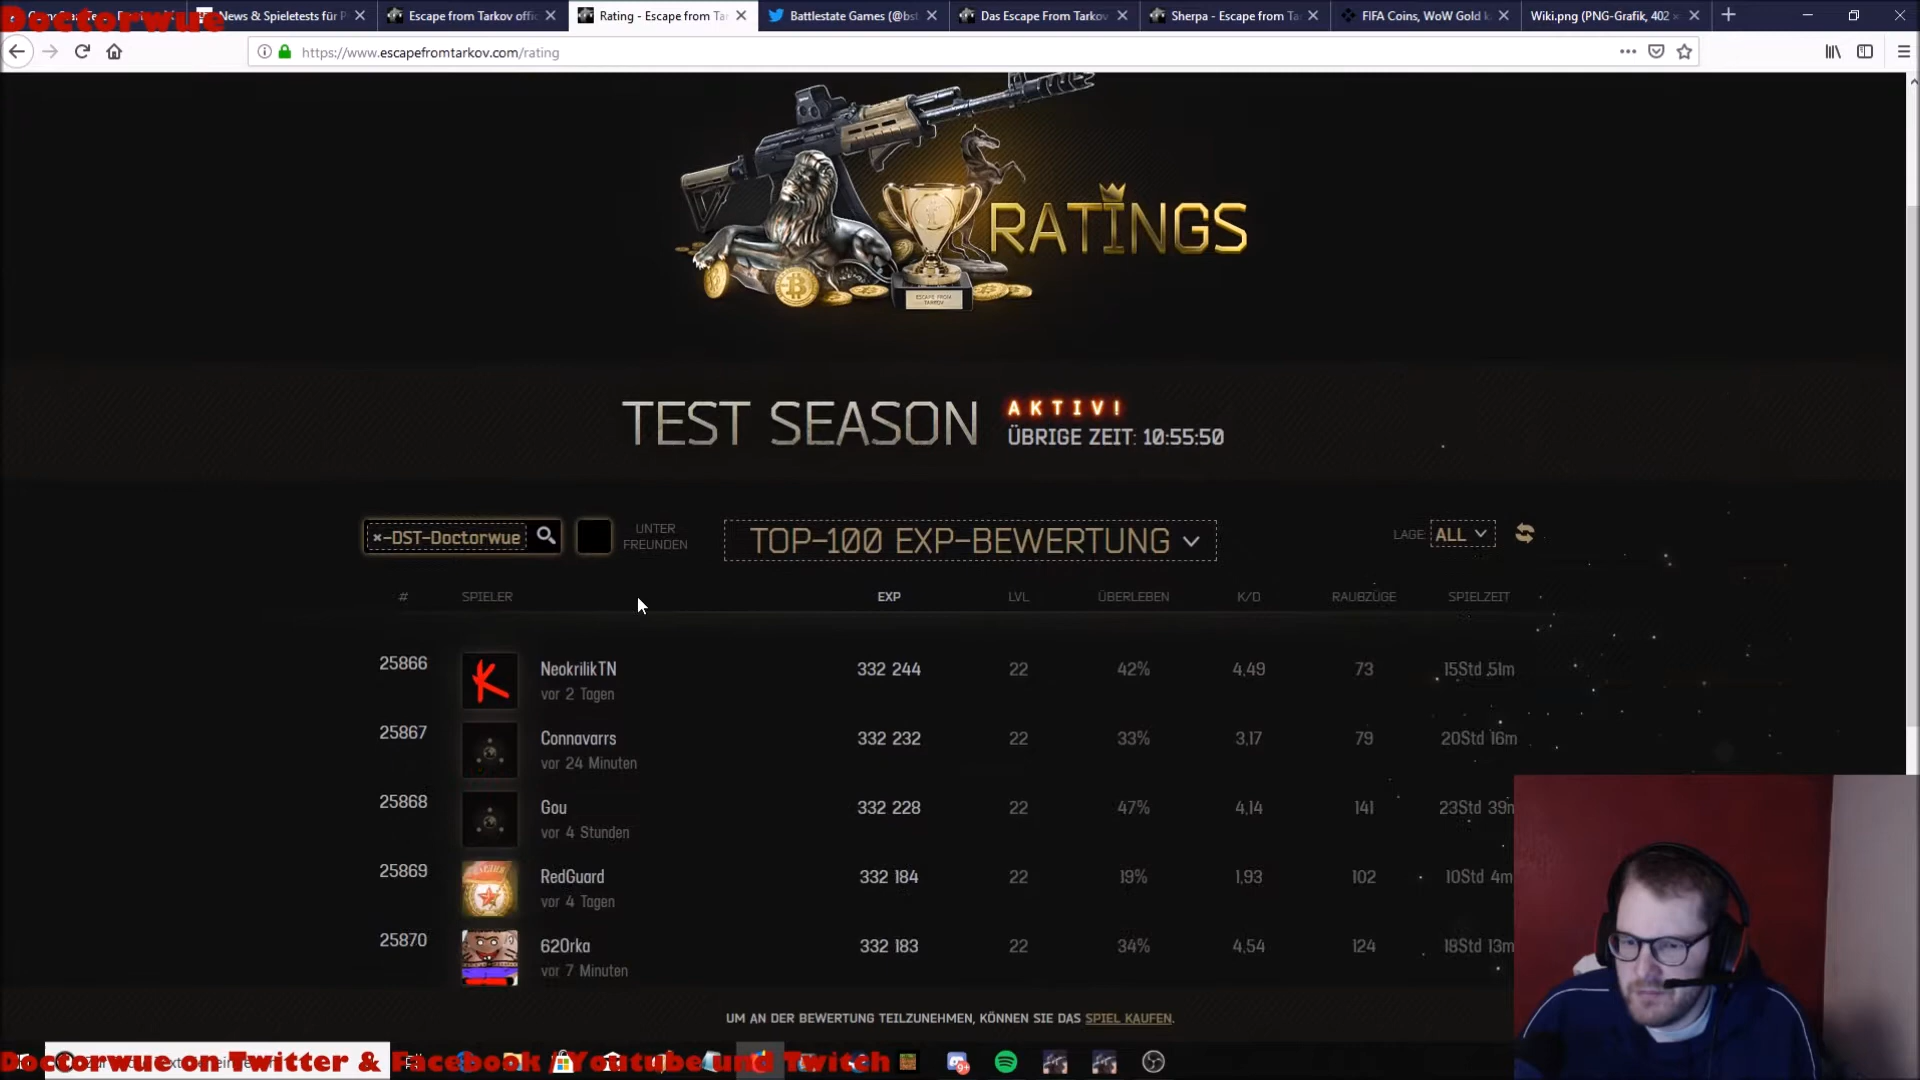 Doctorwue
News & Spieletests für P
Escape from Tarkov offic
Rating - Escape from Tar
Battlestate Games (@bst
Das Escape From Tarkov
Sherpa - Escape from Tar
FIFA Coins, WoW Gold k
Wiki.png (PNG-Grafik, 402 ×
https://www.escapefromtarkov.com/rating
RATINGS
ESCAPE FROM
TARKOV
TEST SEASON
AKTIV!
ÜBRIGE ZEIT: 10:55:50
×-DST-Doctorwue
UNTER
FREUNDEN
TOP-100 EXP-BEWERTUNG
LAGE: ALL
# SPIELER EXP LVL ÜBERLEBEN K/D RAUBZÜGE SPIELZEIT
25866 NeokrilikTN 332 244 22 42% 4,49 73 15Std 51m
vor 2 Tagen
25867 Connavarrs 332 232 22 33% 3,17 79 20Std 16m
vor 24 Minuten
25868 Gou 332 228 22 47% 4,14 141 23Std 39m
vor 4 Stunden
25869 RedGuard 332 184 22 19% 1,93 102 10Std 4m
vor 4 Tagen
25870 62Orka 332 183 22 34% 4,54 124 18Std 13m
vor 7 Minuten
UM AN DER BEWERTUNG TEILZUNEHMEN, KÖNNEN SIE DAS SPIEL KAUFEN.
Doctorwue on Twitter & Facebook /Youtube und Twitch